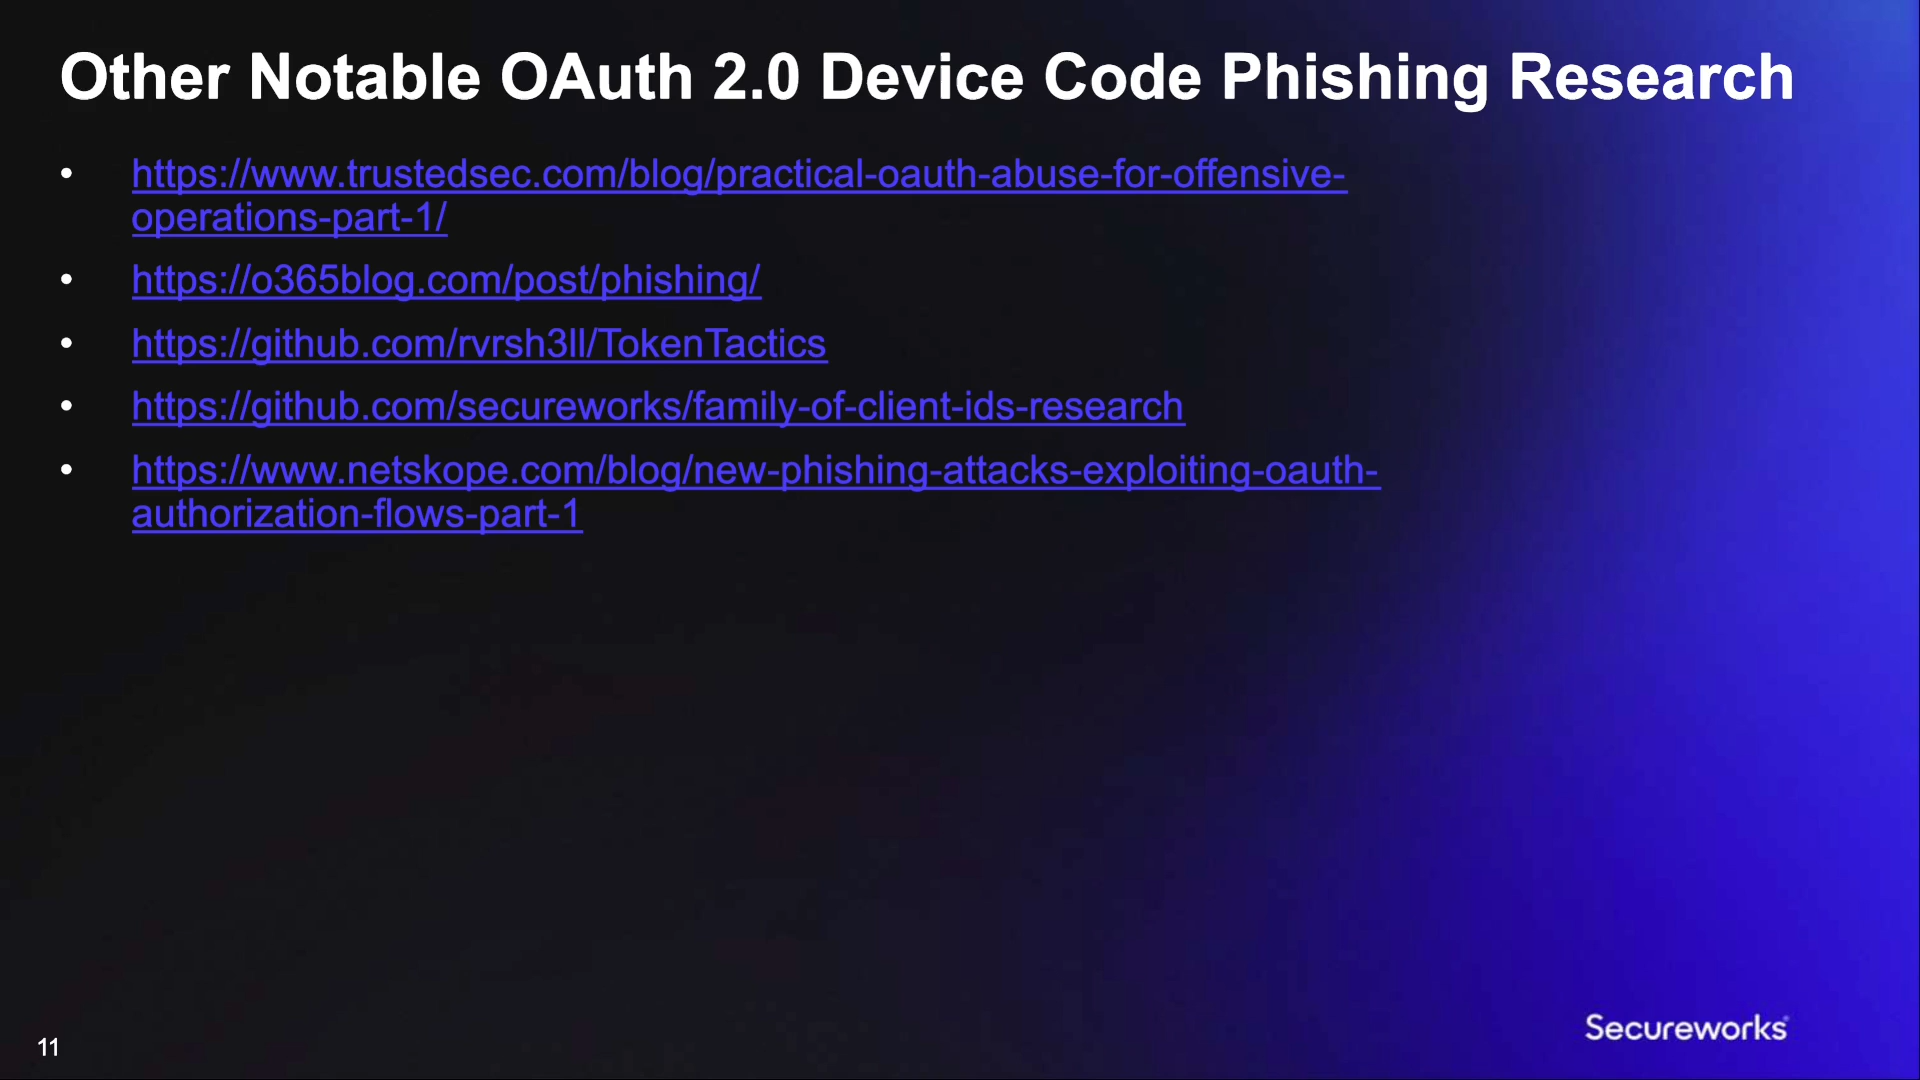 Other Notable OAuth 2.0 Device Code Phishing Research
• https://www.trustedsec.com/blog/practical-oauth-abuse-for-offensive-
operations-part-1/
• https://o365blog.com/post/phishing/
• https://github.com/rvrsh3ll/TokenTactics
• https://github.com/secureworks/family-of-client-ids-research
• https://www.netskope.com/blog/new-phishing-attacks-exploiting-oauth-
authorization-flows-part-1
Secureworks
11